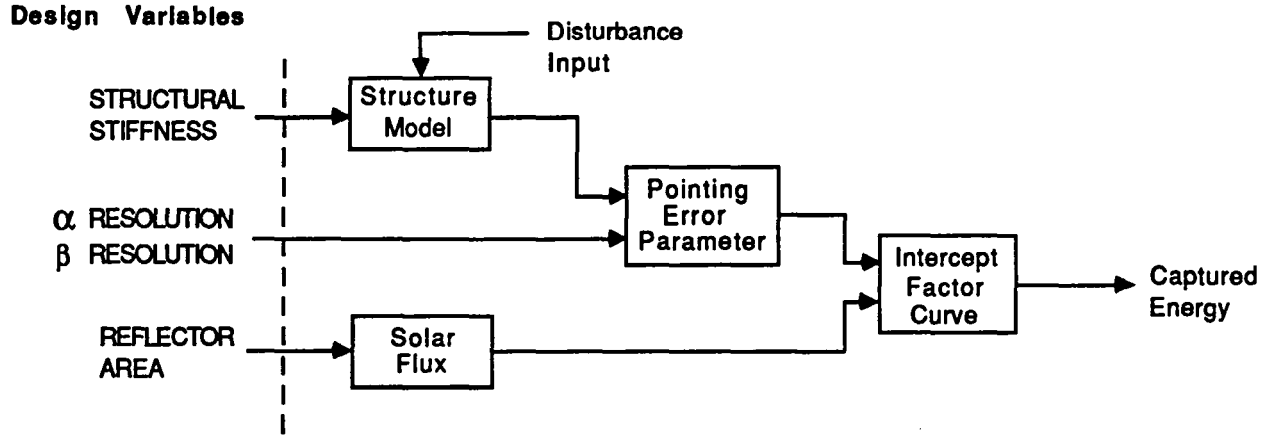 Design Variables
Disturbance
Input
STRUCTURAL
STIFFNESS
Structure
Model
α RESOLUTION
β RESOLUTION
Pointing
Error
Parameter
Intercept
Factor
Curve
Captured
Energy
REFLECTOR
AREA
Solar
Flux